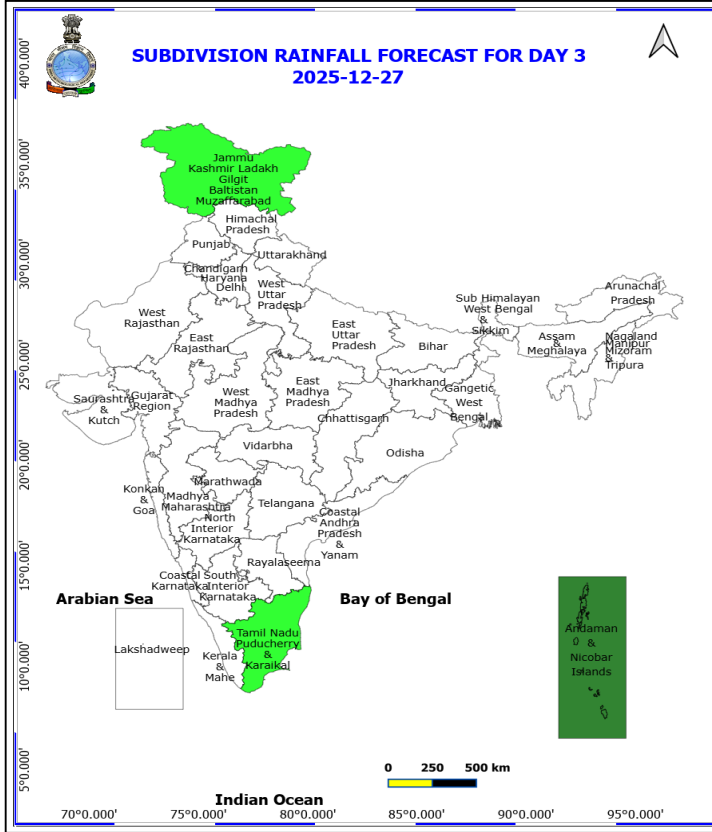 SUBDIVISION RAINFALL FORECAST FOR DAY 3
2025-12-27
40°0.000'
35°0.000'
30°0.000'
25°0.000'
20°0.000'
15°0.000'
10°0.000'
5°0.000'
Jammu
Kashmir Ladakh
Gilgit
Baltistan
Muzaffarabad
Himachal
Pradesh
Punjab
Uttarakhand
Chandigarh
Haryana
Delhi
West
Uttar
Pradesh
Arunachal
Pradesh
Sub Himalayan
West Bengal
&
Sikkim
West
Rajasthan
East
Rajasthan
East
Uttar
Pradesh
Bihar
Assam
&
Meghalaya
Nagaland
Manipur
Mizoram
&
Tripura
Saurashtra
&
Kutch
Gujarat
Region
West
Madhya
Pradesh
East
Madhya
Pradesh
Jharkhand
Gangetic
West
Bengal
Chhattisgarh
Vidarbha
Odisha
Konkan
&
Goa
Marathwada
Madhya
Maharashtra
Telangana
North
Interior
Karnataka
Coastal
Andhra
Pradesh
&
Yanam
Rayalaseema
Coastal
Karnataka
South
Interior
Karnataka
Arabian Sea
Bay of Bengal
Tamil Nadu
Puducherry
&
Karaikal
Lakshadweep
Kerala
&
Mahe
Andaman
&
Nicobar
Islands
0 250 500 km
Indian Ocean
70°0.000' 75°0.000' 80°0.000' 85°0.000' 90°0.000' 95°0.000'